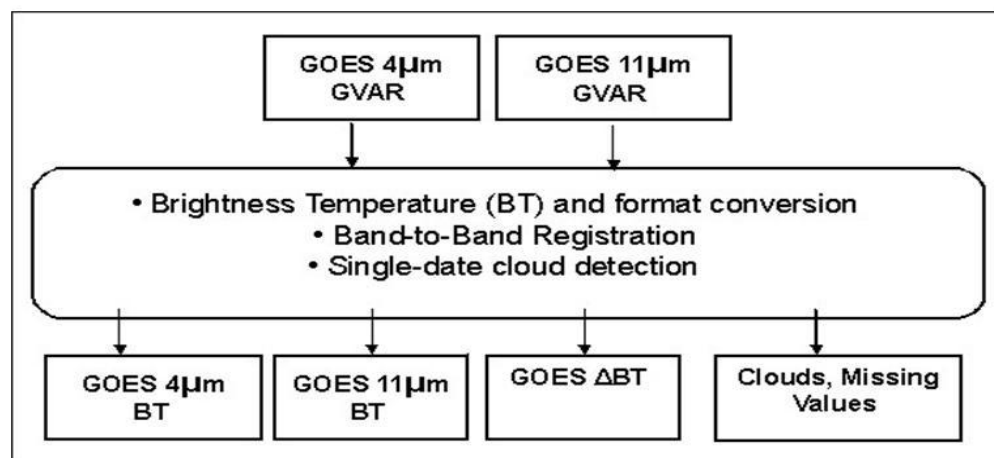 GOES 4µm
GVAR
GOES 11µm
GVAR
• Brightness Temperature (BT) and format conversion
• Band-to-Band Registration
• Single-date cloud detection
GOES 4µm
BT
GOES 11µm
BT
GOES ΔBT
Clouds, Missing
Values